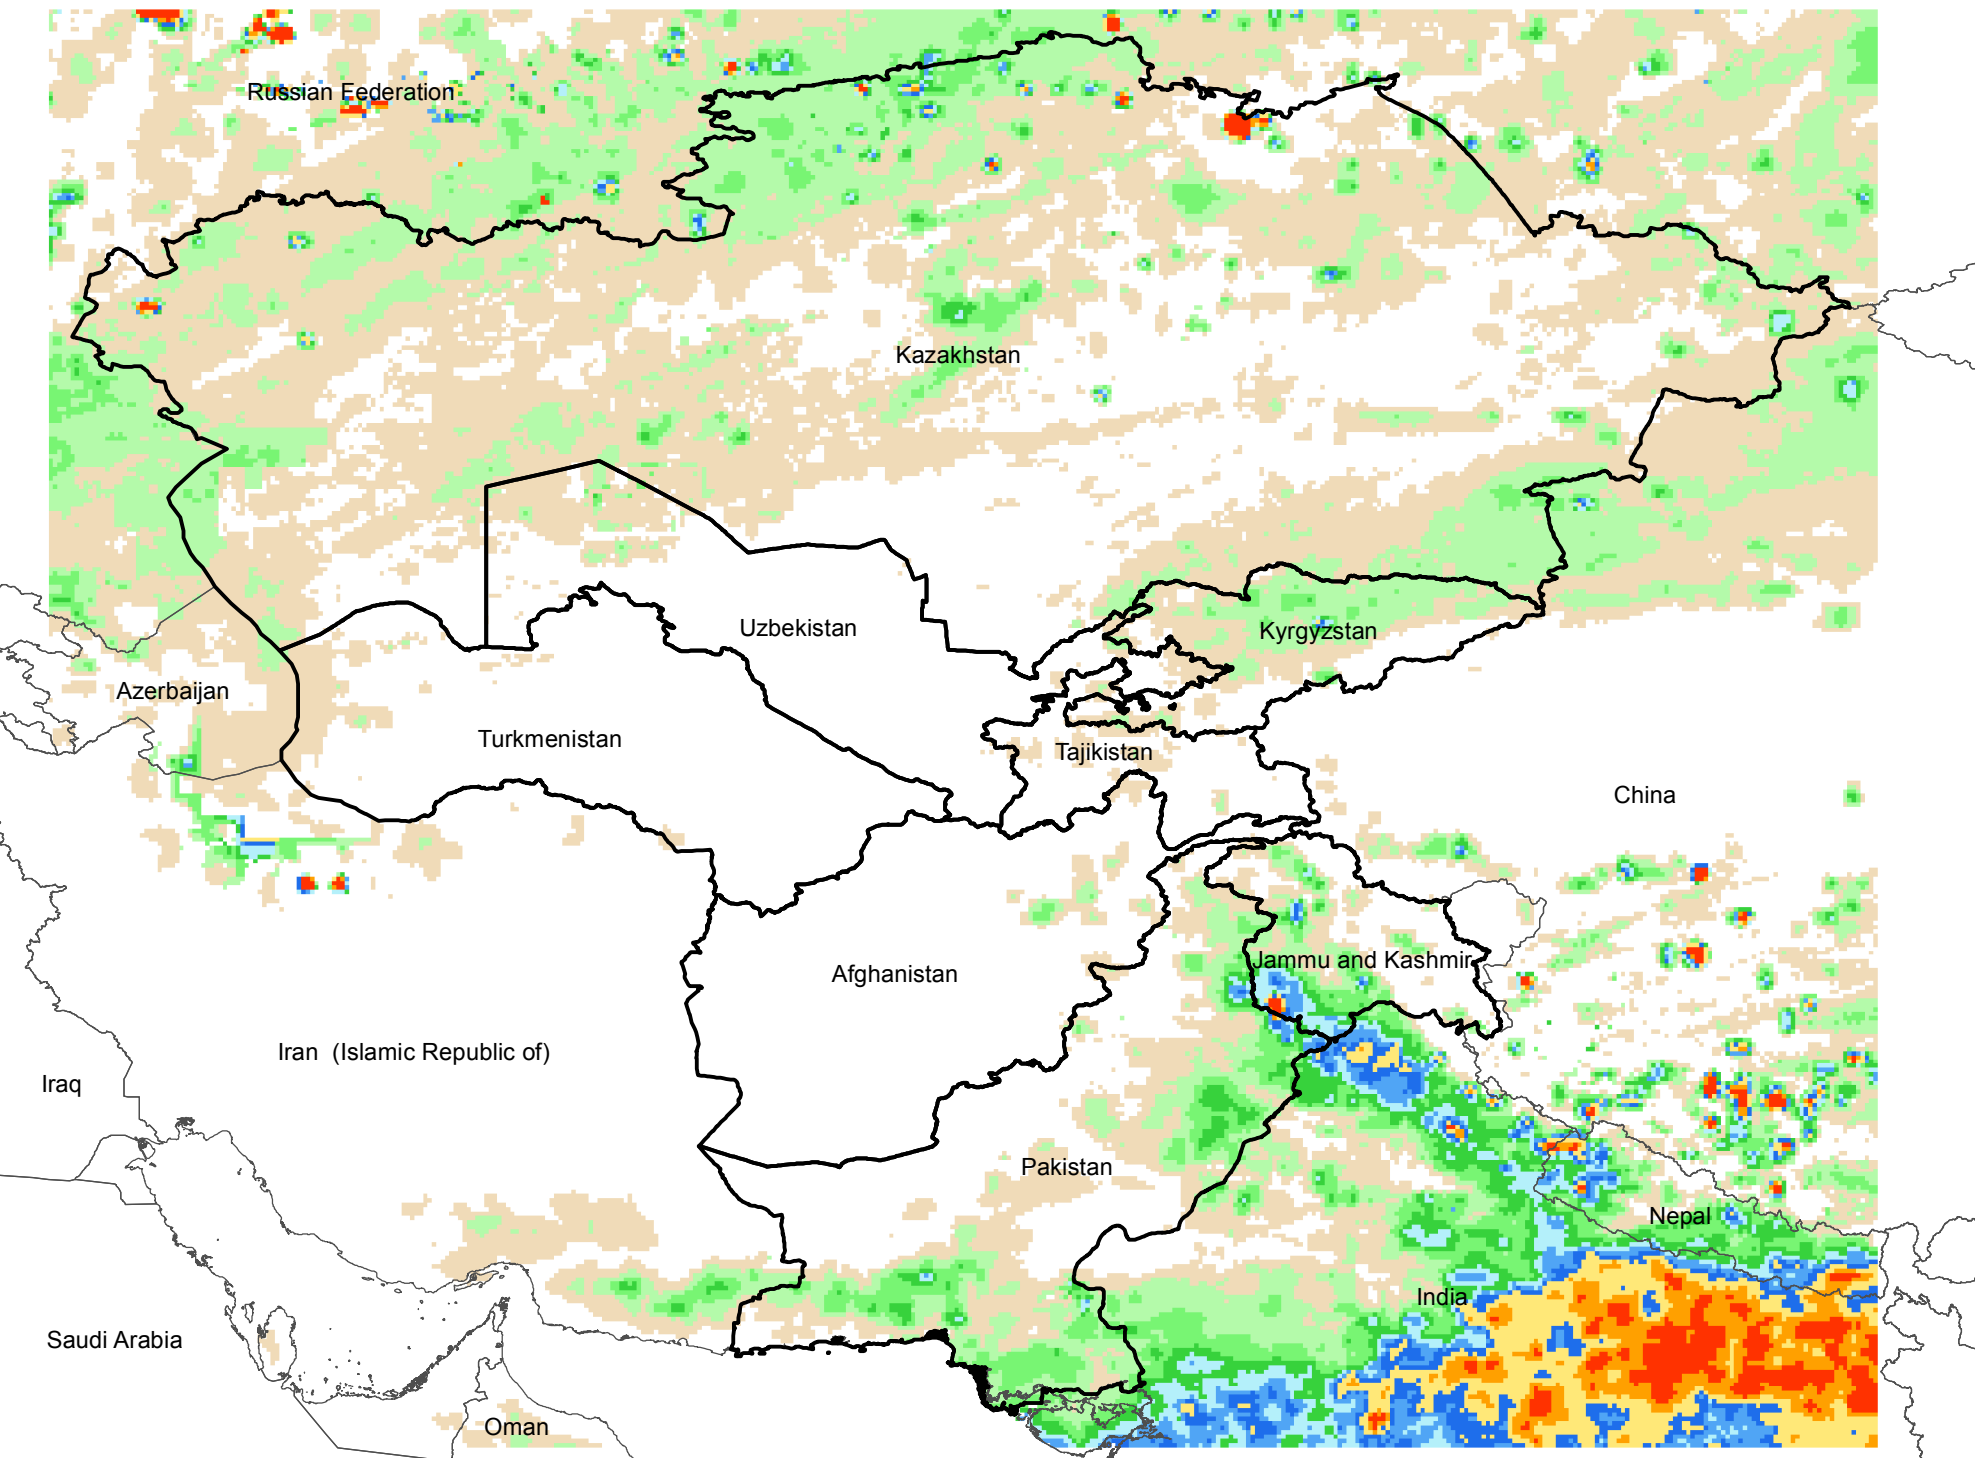 Russian Federation
Kazakhstan
Uzbekistan
Kyrgyzstan
Azerbaijan
Turkmenistan
Tajikistan
China
Afghanistan
Jammu and Kashmir
Iran (Islamic Republic of)
Iraq
Pakistan
Nepal
India
Saudi Arabia
Oman